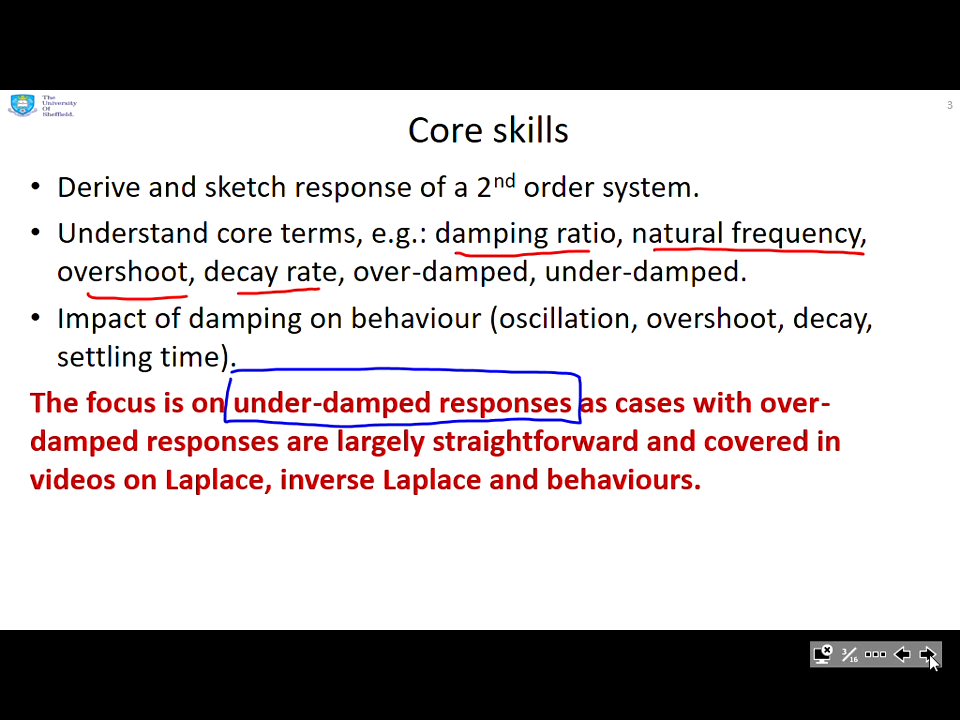 The
University
Of
Sheffield.
3
Core skills
• Derive and sketch response of a 2nd order system.
• Understand core terms, e.g.: damping ratio, natural frequency,
overshoot, decay rate, over-damped, under-damped.
• Impact of damping on behaviour (oscillation, overshoot, decay,
settling time).
The focus is on under-damped responses as cases with over-
damped responses are largely straightforward and covered in
videos on Laplace, inverse Laplace and behaviours.
3/16